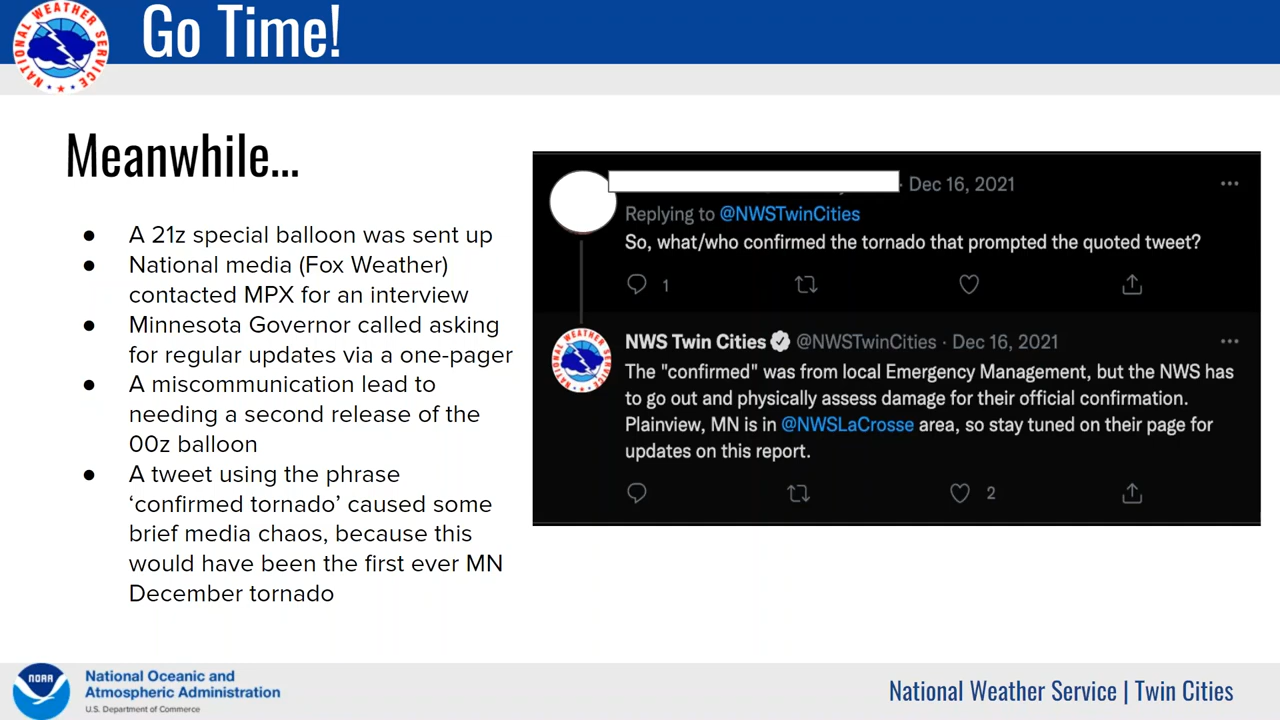 NATIONAL WEATHER SERVICE
Go Time!
Meanwhile...
● A 21z special balloon was sent up
● National media (Fox Weather)
contacted MPX for an interview
● Minnesota Governor called asking
for regular updates via a one-pager
● A miscommunication lead to
needing a second release of the
00z balloon
● A tweet using the phrase
‘confirmed tornado’ caused some
brief media chaos, because this
would have been the first ever MN
December tornado
· Dec 16, 2021
Replying to @NWSTwinCities
So, what/who confirmed the tornado that prompted the quoted tweet?
1
NATIONAL WEATHER SERVICE
NWS Twin Cities @NWSTwinCities · Dec 16, 2021
The "confirmed" was from local Emergency Management, but the NWS has
to go out and physically assess damage for their official confirmation.
Plainview, MN is in @NWSLaCrosse area, so stay tuned on their page for
updates on this report.
2
NOAA
National Oceanic and
Atmospheric Administration
U.S. Department of Commerce
National Weather Service | Twin Cities